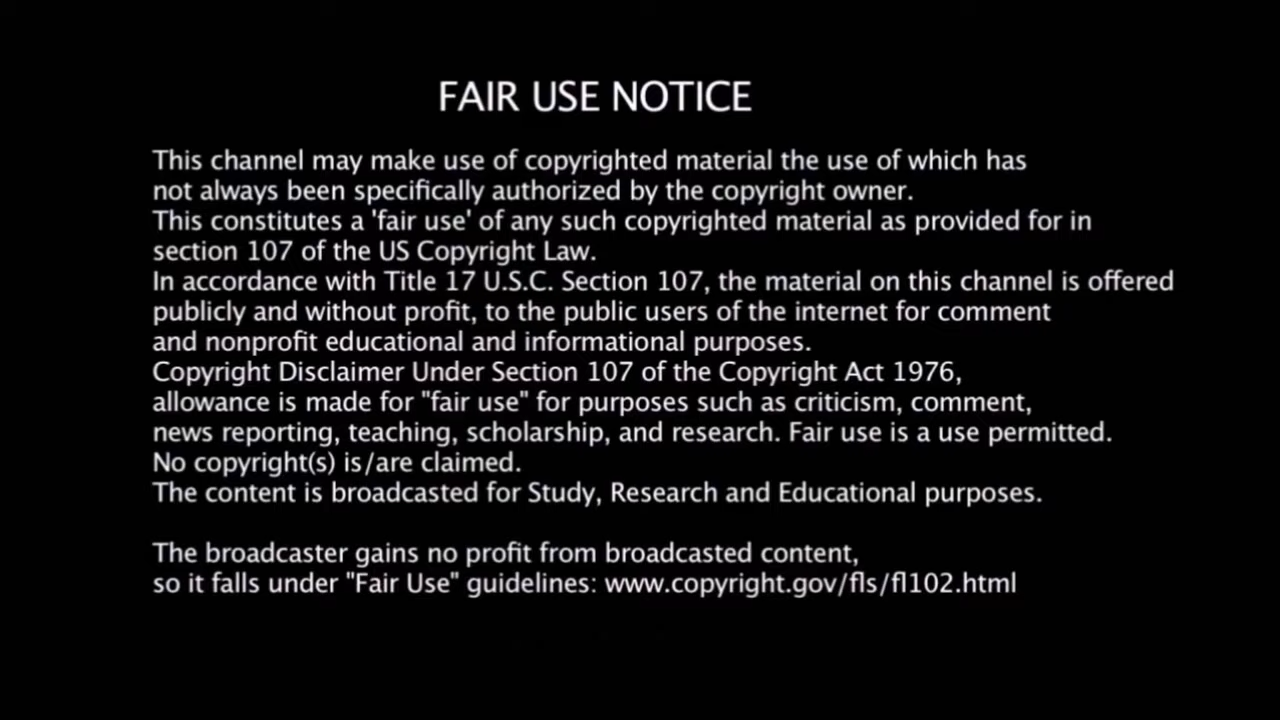 FAIR USE NOTICE
This channel may make use of copyrighted material the use of which has
not always been specifically authorized by the copyright owner.
This constitutes a 'fair use' of any such copyrighted material as provided for in
section 107 of the US Copyright Law.
In accordance with Title 17 U.S.C. Section 107, the material on this channel is offered
publicly and without profit, to the public users of the internet for comment
and nonprofit educational and informational purposes.
Copyright Disclaimer Under Section 107 of the Copyright Act 1976,
allowance is made for "fair use" for purposes such as criticism, comment,
news reporting, teaching, scholarship, and research. Fair use is a use permitted.
No copyright(s) is/are claimed.
The content is broadcasted for Study, Research and Educational purposes.
The broadcaster gains no profit from broadcasted content,
so it falls under "Fair Use" guidelines: www.copyright.gov/fls/fl102.html